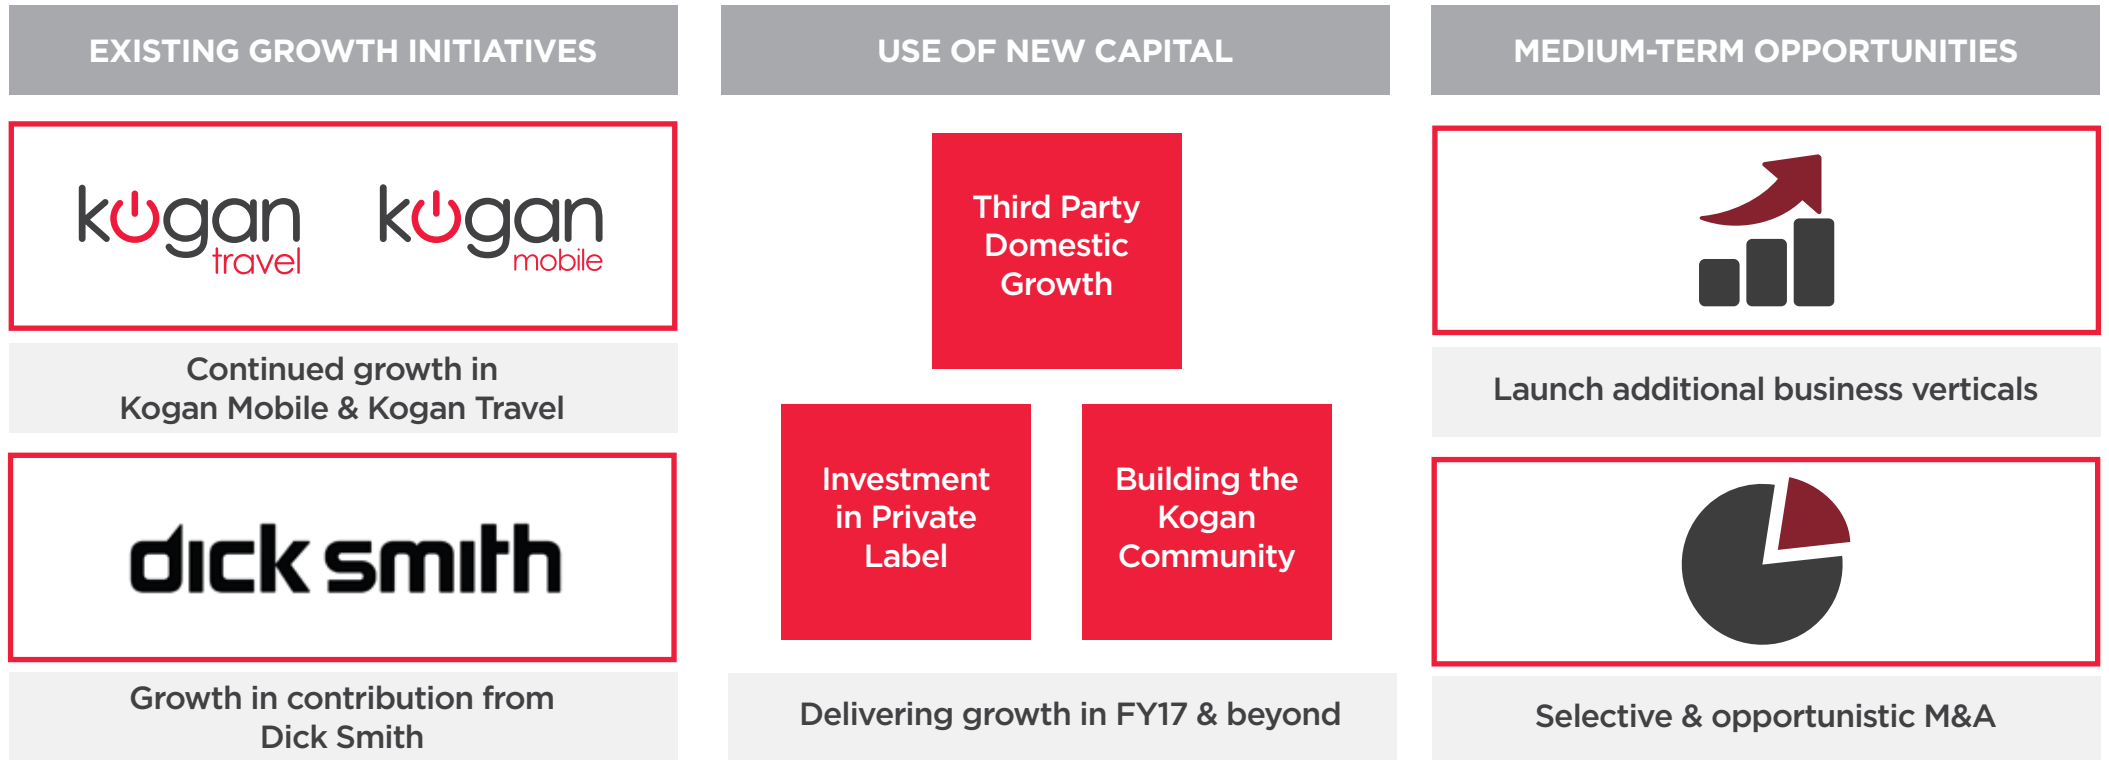 EXISTING GROWTH INITIATIVES
kogan
travel
kogan
mobile
Continued growth in
Kogan Mobile & Kogan Travel
dick smith
Growth in contribution from
Dick Smith
USE OF NEW CAPITAL
Third Party
Domestic
Growth
Investment
in Private
Label
Building the
Kogan
Community
Delivering growth in FY17 & beyond
MEDIUM-TERM OPPORTUNITIES
Launch additional business verticals
Selective & opportunistic M&A